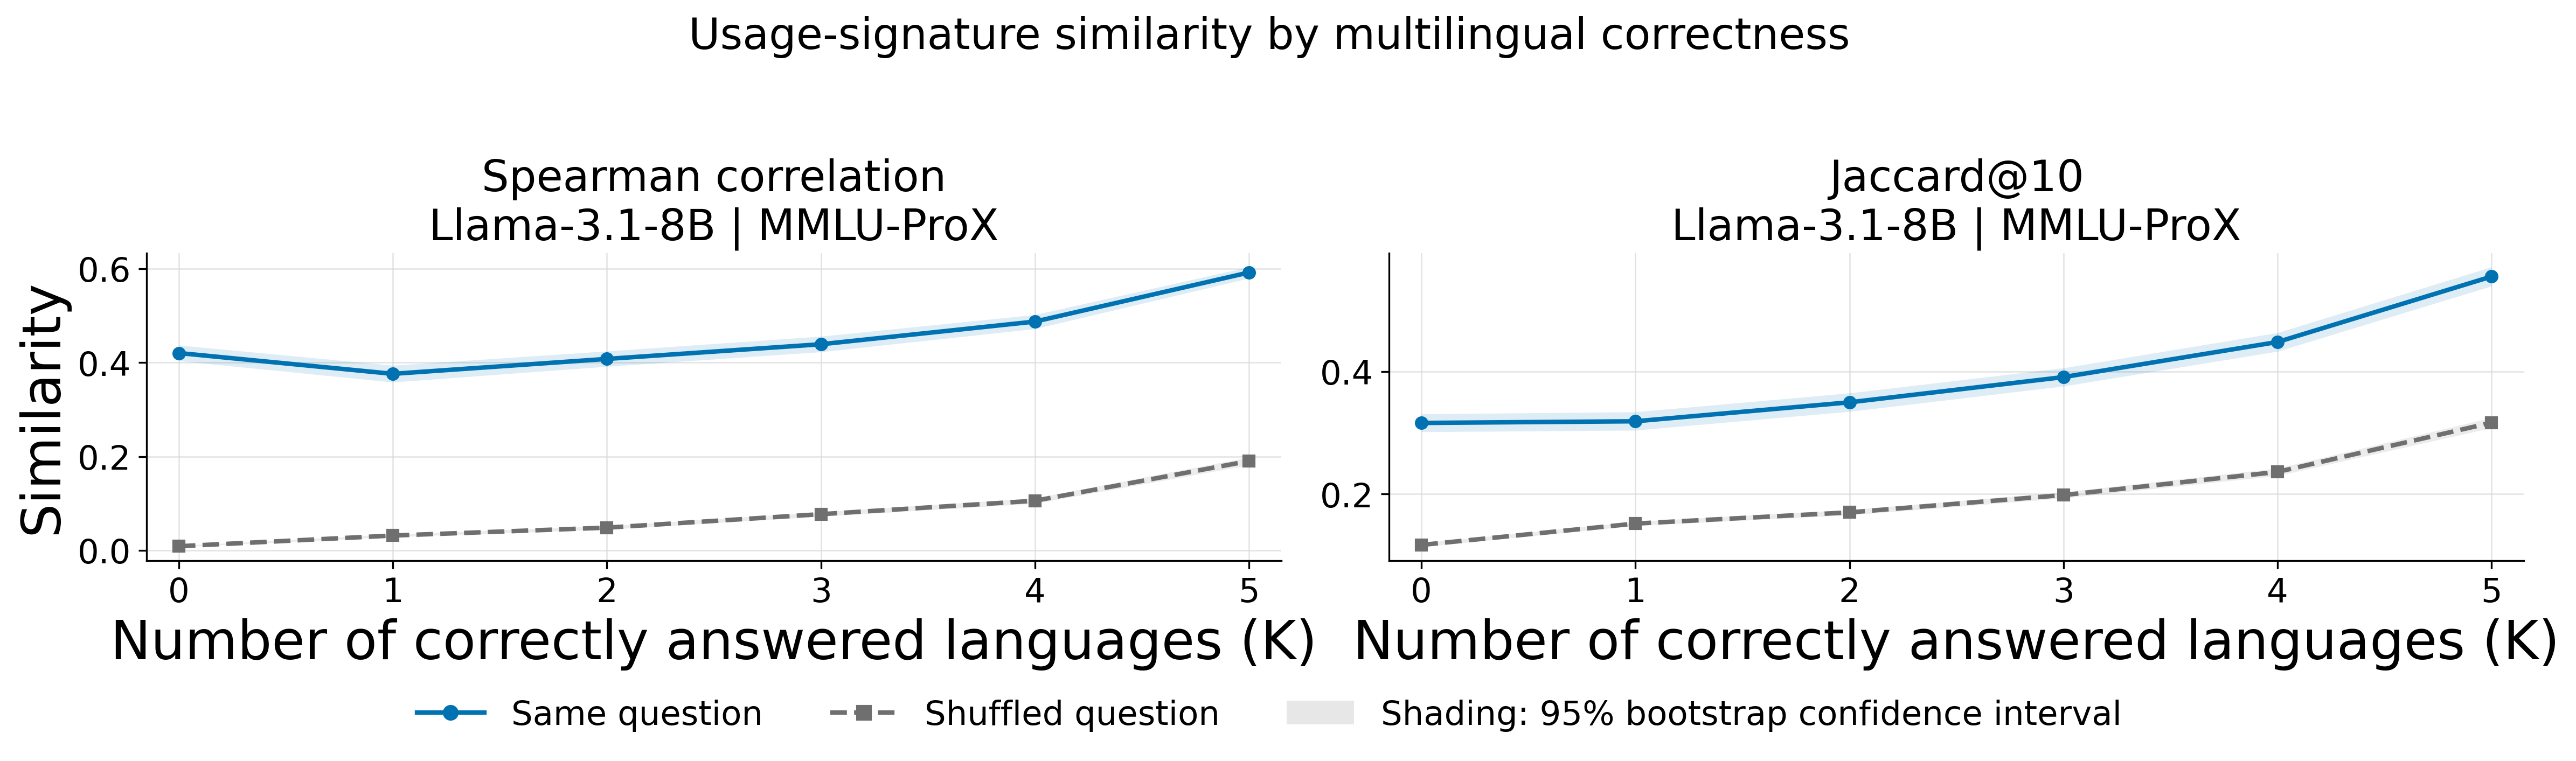 Usage-signature similarity by multilingual correctness
Spearman correlation
Llama-3.1-8B | MMLU-ProX
Similarity
0.6
0.4
0.2
0.0
0 1 2 3 4 5
Number of correctly answered languages (K)
Jaccard@10
Llama-3.1-8B | MMLU-ProX
0.4
0.2
0 1 2 3 4 5
Number of correctly answered languages (K)
Same question
Shuffled question
Shading: 95% bootstrap confidence interval